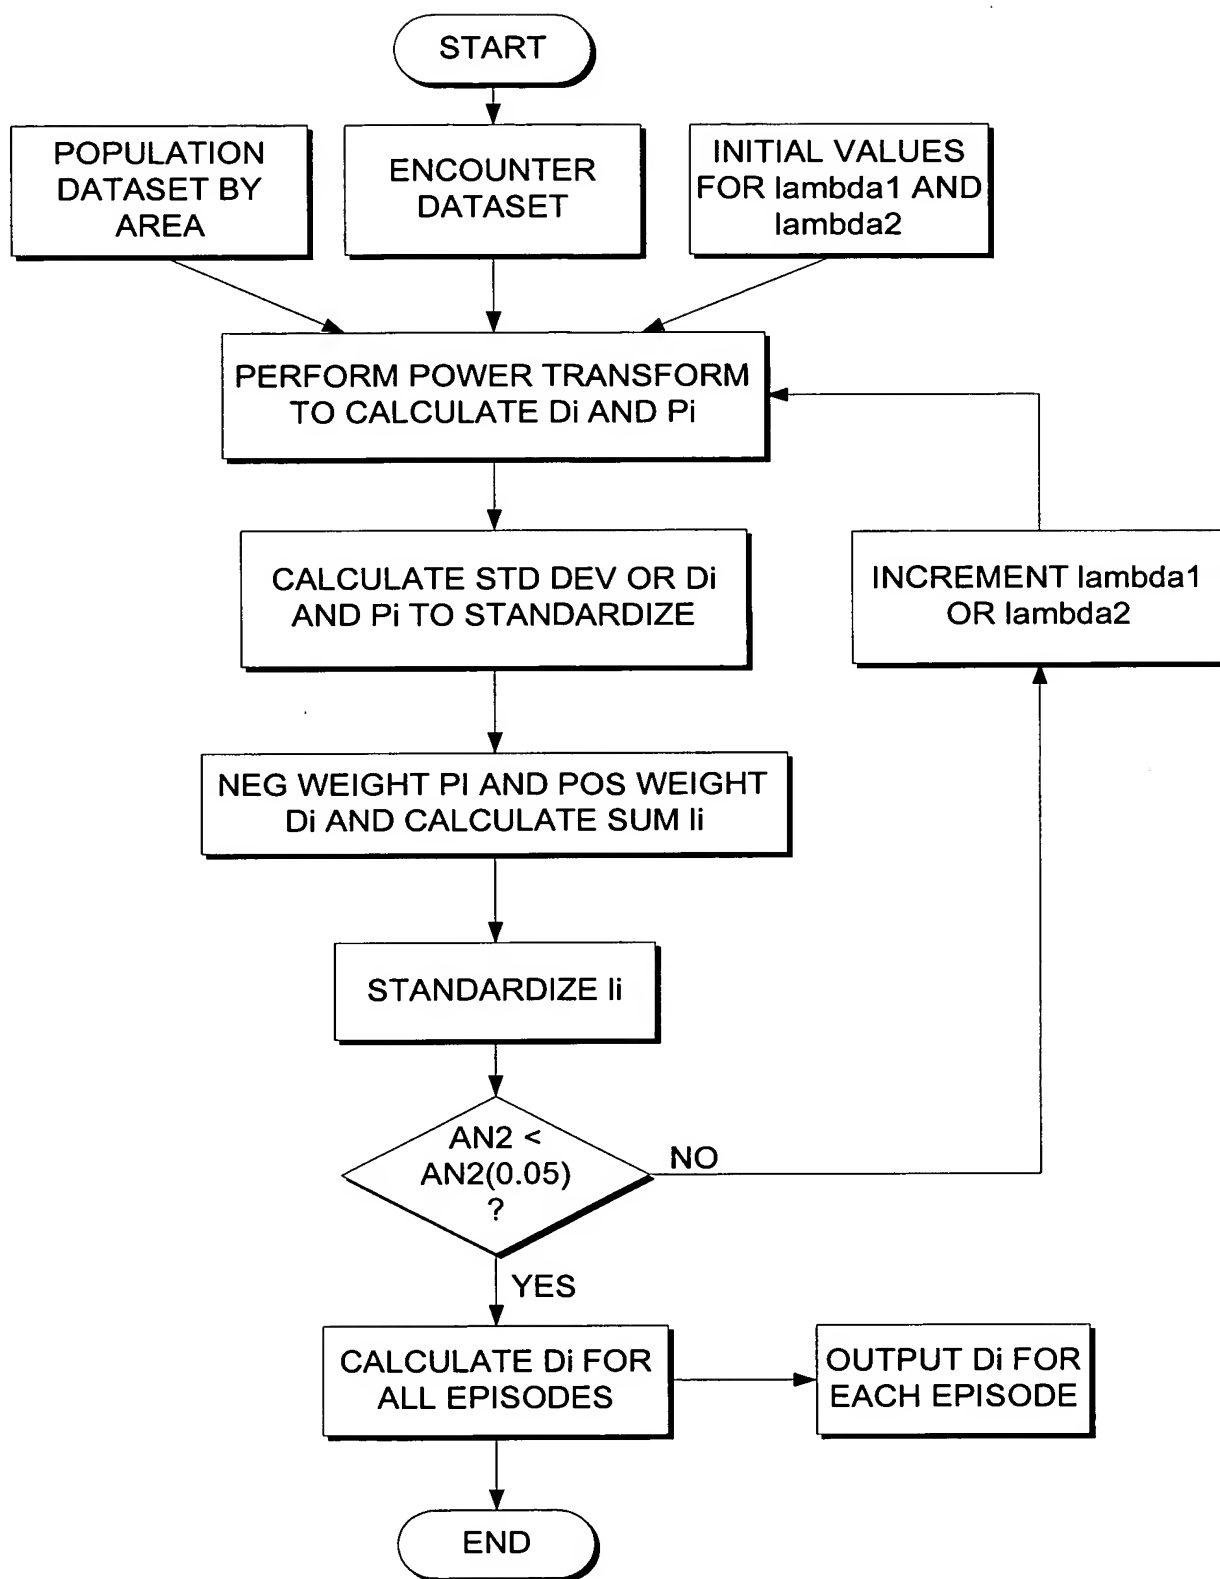 START
POPULATION
DATASET BY
AREA
ENCOUNTER
DATASET
INITIAL VALUES
FOR lambda1 AND
lambda2
PERFORM POWER TRANSFORM
TO CALCULATE Di AND Pi
CALCULATE STD DEV OR Di
AND Pi TO STANDARDIZE
INCREMENT lambda1
OR lambda2
NEG WEIGHT PI AND POS WEIGHT
Di AND CALCULATE SUM Ii
STANDARDIZE Ii
AN2 <
AN2(0.05)
?
NO
YES
CALCULATE Di FOR
ALL EPISODES
OUTPUT Di FOR
EACH EPISODE
END